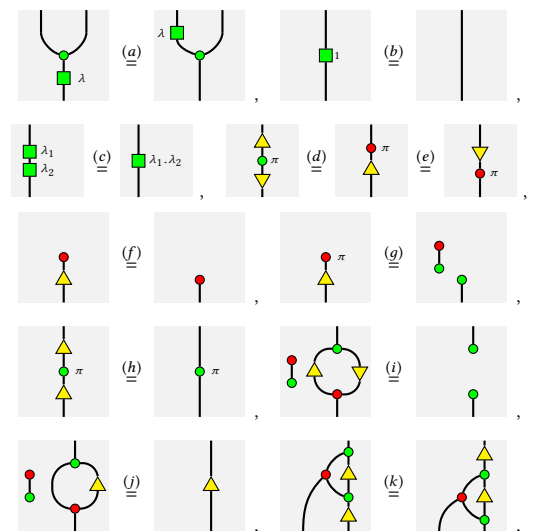 λ (a) = λ , 1 (b) = ,
λ₁ λ₂ (c) = λ₁.λ₂ , π (d) = π (e) = π ,
(f) = , π (g) = ,
π (h) = π , (i) = ,
(j) = , (k) = ,